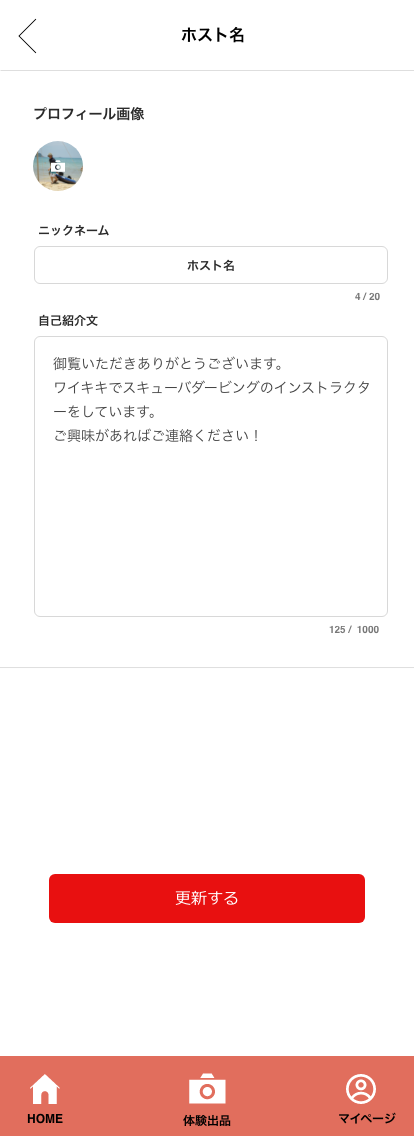 ホスト名
プロフィール画像
ニックネーム
ホスト名
4 / 20
自己紹介文
御覧いただきありがとうございます。
ワイキキでスキューバダービングのインストラクタ
ーをしています。
ご興味があればご連絡ください！
125 / 1000
更新する
HOME
体験出品
マイページ